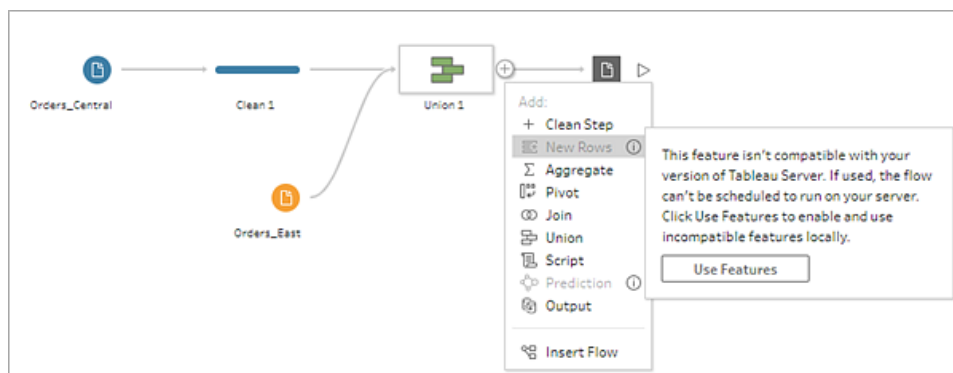 Orders_Central
Clean 1
Union 1
Orders_East
Add:
Clean Step
New Rows
Aggregate
Pivot
Join
Union
Script
Prediction
Output
Insert Flow
This feature isn't compatible with your
version of Tableau Server. If used, the flow
can't be scheduled to run on your server.
Click Use Features to enable and use
incompatible features locally.
Use Features